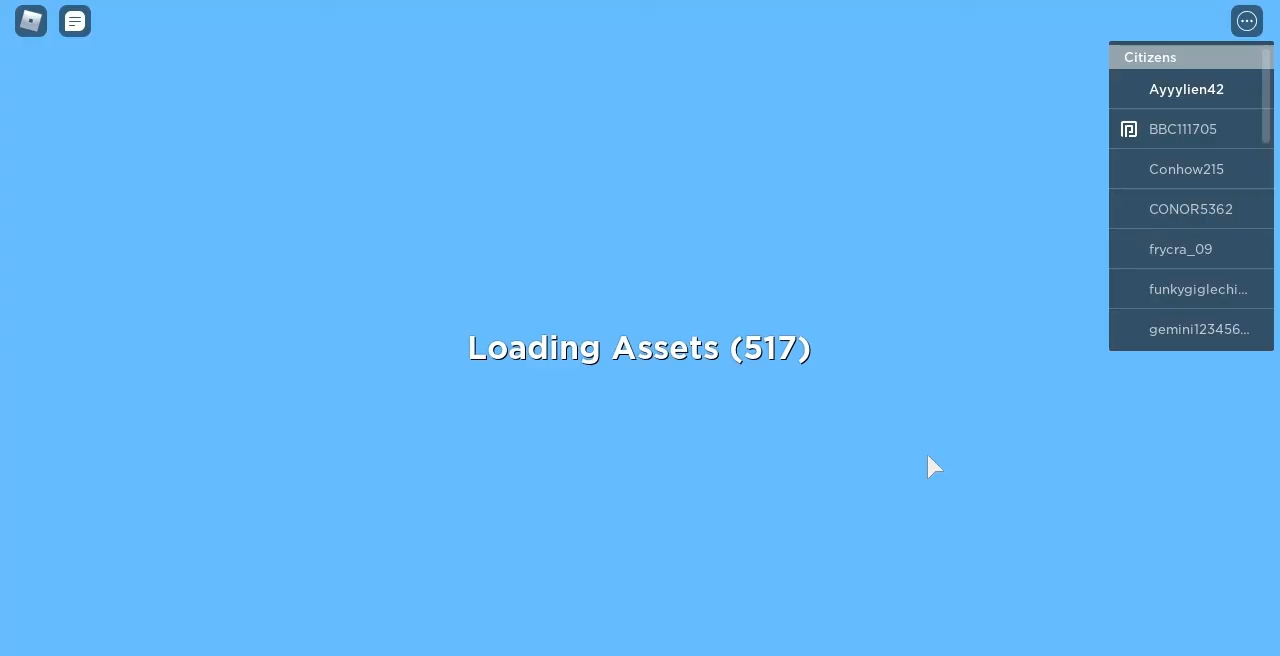 Citizens
Ayyylien42
BBC111705
Conhow215
CONOR5362
frycra_09
funkygiglechi...
gemini123456...
Loading Assets (517)